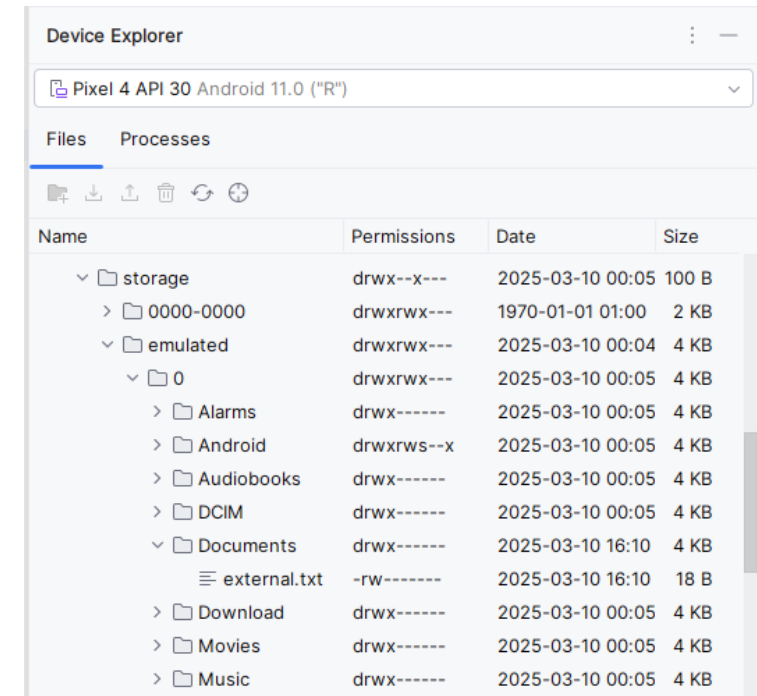 Device Explorer
Pixel 4 API 30 Android 11.0 ("R")
Files Processes
Name Permissions Date Size
storage drwx--x--- 2025-03-10 00:05 100 B
0000-0000 drwxrwx--- 1970-01-01 01:00 2 KB
emulated drwxrwx--- 2025-03-10 00:04 4 KB
0 drwxrwx--- 2025-03-10 00:05 4 KB
Alarms drwx------ 2025-03-10 00:05 4 KB
Android drwxrws--x 2025-03-10 00:05 4 KB
Audiobooks drwx------ 2025-03-10 00:05 4 KB
DCIM drwx------ 2025-03-10 00:05 4 KB
Documents drwx------ 2025-03-10 16:10 4 KB
external.txt -rw------- 2025-03-10 16:10 18 B
Download drwx------ 2025-03-10 00:05 4 KB
Movies drwx------ 2025-03-10 00:05 4 KB
Music drwx------ 2025-03-10 00:05 4 KB